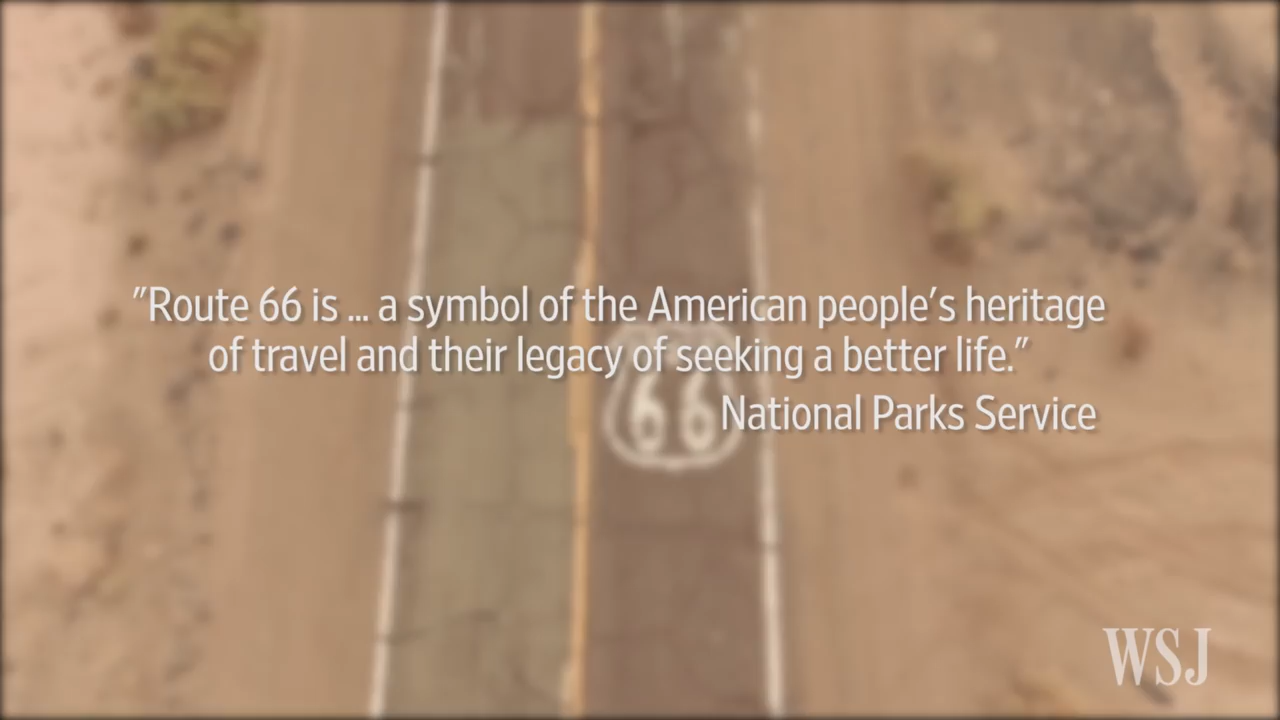 "Route 66 is ... a symbol of the American people's heritage
of travel and their legacy of seeking a better life."
66
National Parks Service
WSJ